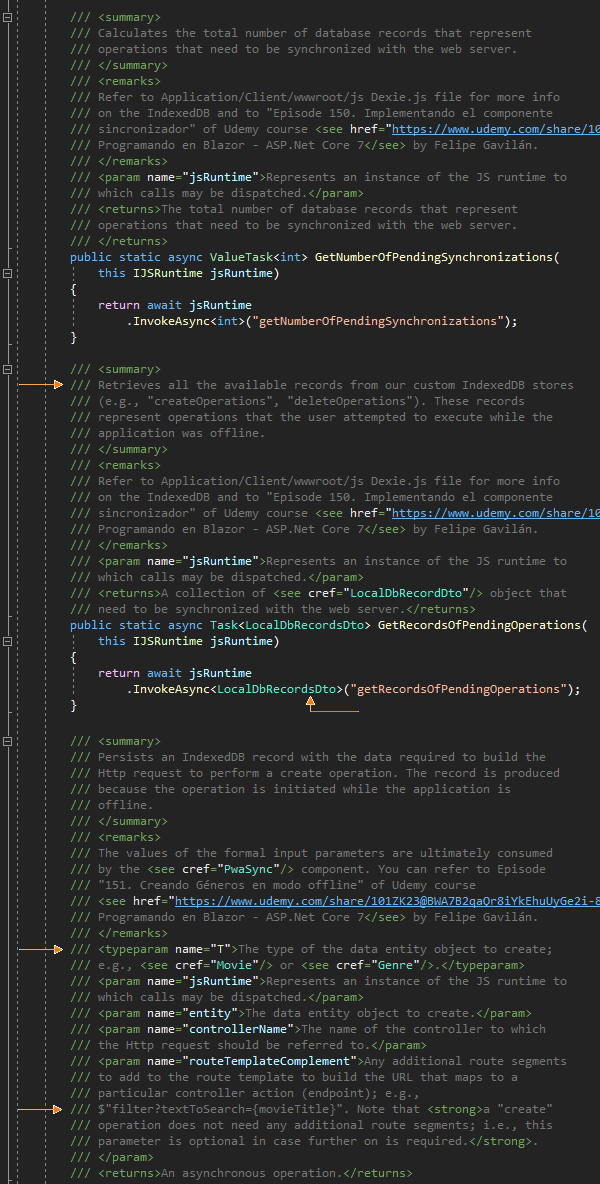 /// <summary>
/// Calculates the total number of database records that represent
/// operations that need to be synchronized with the web server.
/// </summary>
/// <remarks>
/// Refer to Application/Client/wwwroot/js Dexie.js file for more info
/// on the IndexedDB and to "Episode 150. Implementando el componente
/// sincronizador" of Udemy course <see href="https://www.udemy.com/share/10
/// Programando en Blazor - ASP.Net Core 7</see> by Felipe Gavilán.
/// </remarks>
/// <param name="jsRuntime">Represents an instance of the JS runtime to
/// which calls may be dispatched.</param>
/// <returns>The total number of database records that represent
/// operations that need to be synchronized with the web server.
/// </returns>
public static async ValueTask<int> GetNumberOfPendingSynchronizations(
this IJSRuntime jsRuntime)
{
return await jsRuntime
.InvokeAsync<int>("getNumberOfPendingSynchronizations");
}
/// <summary>
/// Retrieves all the available records from our custom IndexedDB stores
/// (e.g., "createOperations", "deleteOperations"). These records
/// represent operations that the user attempted to execute while the
/// application was offline.
/// </summary>
/// <remarks>
/// Refer to Application/Client/wwwroot/js Dexie.js file for more info
/// on the IndexedDB and to "Episode 150. Implementando el componente
/// sincronizador" of Udemy course <see href="https://www.udemy.com/share/10
/// Programando en Blazor - ASP.Net Core 7</see> by Felipe Gavilán.
/// </remarks>
/// <param name="jsRuntime">Represents an instance of the JS runtime to
/// which calls may be dispatched.</param>
/// <returns>A collection of <see cref="LocalDbRecordDto"/> object that
/// need to be synchronized with the web server.</returns>
public static async Task<LocalDbRecordsDto> GetRecordsOfPendingOperations(
this IJSRuntime jsRuntime)
{
return await jsRuntime
.InvokeAsync<LocalDbRecordsDto>("getRecordsOfPendingOperations");
}
/// <summary>
/// Persists an IndexedDB record with the data required to build the
/// Http request to perform a create operation. The record is produced
/// because the operation is initiated while the application is
/// offline.
/// </summary>
/// <remarks>
/// The values of the formal input parameters are ultimately consumed
/// by the <see cref="PwaSync"/> component. You can refer to Episode
/// "151. Creando Géneros en modo offline" of Udemy course
/// <see href="https://www.udemy.com/share/101ZK23@BWA7B2qaQr8iYkEhuUyGe2i-8
/// Programando en Blazor - ASP.Net Core 7</see> by Felipe Gavilán.
/// </remarks>
/// <typeparam name="T">The type of the data entity object to create;
/// e.g., <see cref="Movie"/> or <see cref="Genre"/>.</typeparam>
/// <param name="jsRuntime">Represents an instance of the JS runtime to
/// which calls may be dispatched.</param>
/// <param name="entity">The data entity object to create.</param>
/// <param name="controllerName">The name of the controller to which
/// the Http request should be referred to.</param>
/// <param name="routeTemplateComplement">Any additional route segments
/// to add to the route template to build the URL that maps to a
/// particular controller action (endpoint); e.g.,
/// $"filter?textToSearch={movieTitle}". Note that <strong>a "create"
/// operation does not need any additional route segments; i.e., this
/// parameter is optional in case further on is required.</strong>.
/// </param>
/// <returns>An asynchronous operation.</returns>